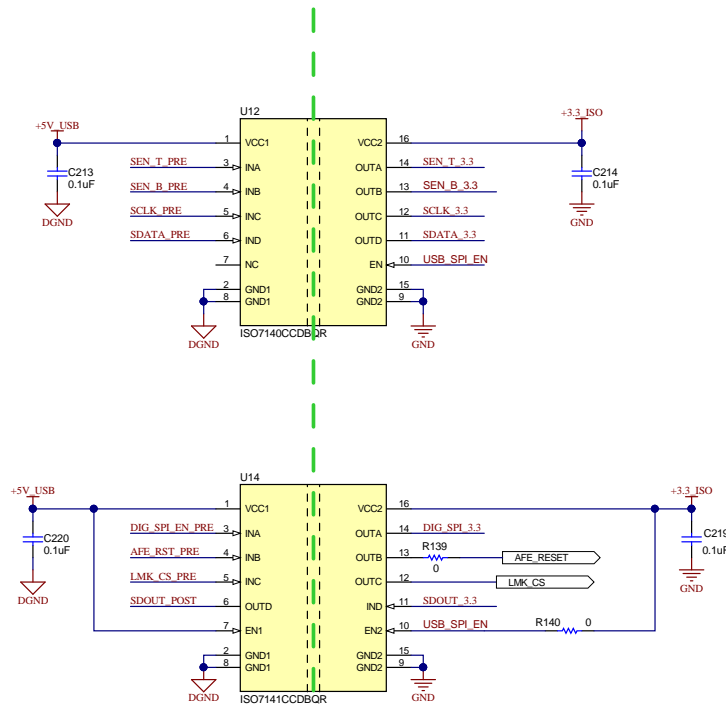 U12
+5V_USB
+3.3_ISO
1 VCC1 VCC2 16
C213
0.1uF
C214
0.1uF
SEN_T_PRE 3 INA OUTA 14 SEN_T_3.3
SEN_B_PRE 4 INB OUTB 13 SEN_B_3.3
SCLK_PRE 5 INC OUTC 12 SCLK_3.3
SDATA_PRE 6 IND OUTD 11 SDATA_3.3
7 NC EN 10 USB_SPI_EN
2 GND1 GND2 15
8 GND1 GND2 9
DGND
DGND
GND
GND
ISO7140CCDBQR
U14
+5V_USB
+3.3_ISO
1 VCC1 VCC2 16
C220
0.1uF
C219
0.1uF
DIG_SPI_EN_PRE 3 INA OUTA 14 DIG_SPI_3.3
AFE_RST_PRE 4 INB OUTB 13 R139 0 AFE_RESET
LMK_CS_PRE 5 INC OUTC 12 LMK_CS
SDOUT_POST 6 OUTD IND 11 SDOUT_3.3
7 EN1 EN2 10 USB_SPI_EN R140 0
2 GND1 GND2 15
8 GND1 GND2 9
DGND
DGND
GND
GND
ISO7141CCDBQR